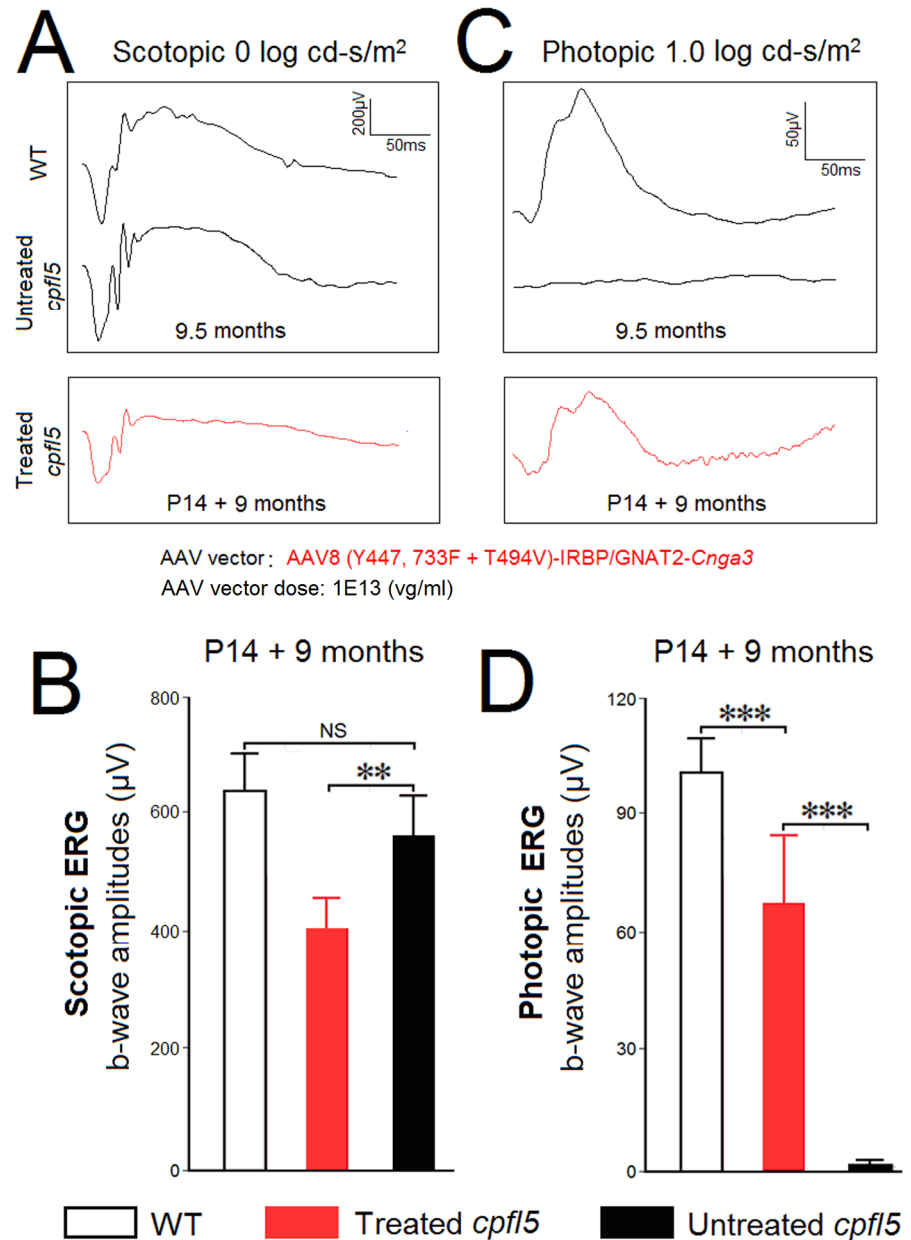 A
Scotopic 0 log cd-s/m²
WT
200µV
50ms
Untreated
cpfl5
9.5 months
Treated
cpfl5
P14 + 9 months
C
Photopic 1.0 log cd-s/m²
50µV
50ms
9.5 months
P14 + 9 months
AAV vector: AAV8 (Y447, 733F + T494V)-IRBP/GNAT2-Cnga3
AAV vector dose: 1E13 (vg/ml)
B
P14 + 9 months
Scotopic ERG
b-wave amplitudes (µV)
800
600
400
200
0
NS
**
D
P14 + 9 months
Photopic ERG
b-wave amplitudes (µV)
120
90
60
30
0
***
***
WT
Treated cpfl5
Untreated cpfl5